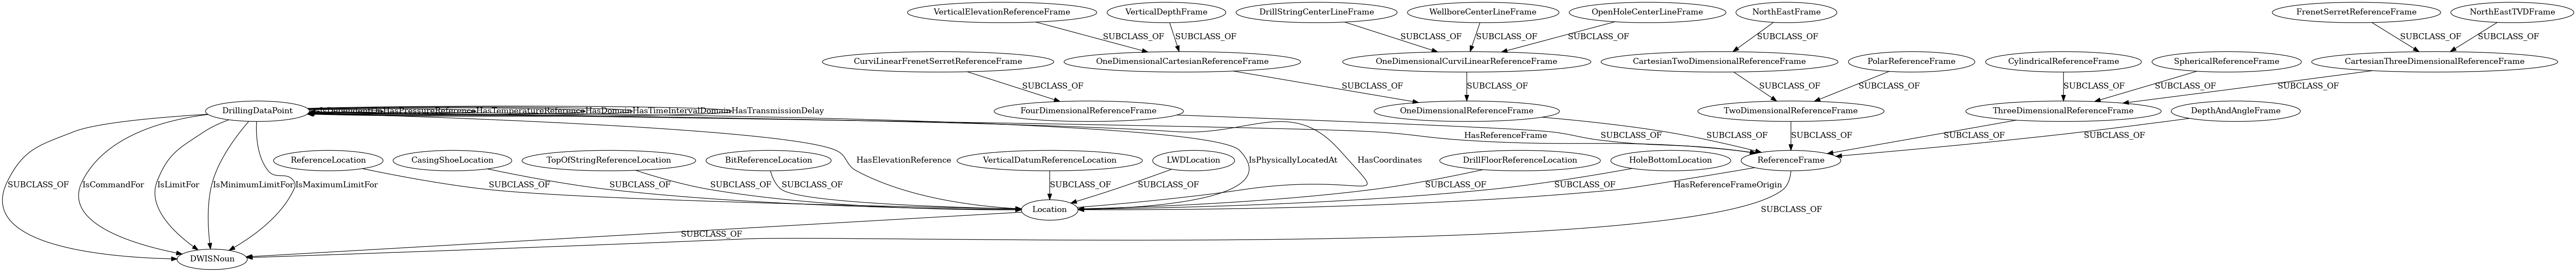 VerticalElevationReferenceFrame
VerticalDepthFrame
DrillStringCenterLineFrame
WellboreCenterLineFrame
OpenHoleCenterLineFrame
NorthEastFrame
FrenetSerretReferenceFrame
NorthEastTVDFrame
SUBCLASS_OF
SUBCLASS_OF
SUBCLASS_OF
SUBCLASS_OF
SUBCLASS_OF
SUBCLASS_OF
SUBCLASS_OF
SUBCLASS_OF
CurviLinearFrenetSerretReferenceFrame
OneDimensionalCartesianReferenceFrame
OneDimensionalCurviLinearReferenceFrame
CartesianTwoDimensionalReferenceFrame
PolarReferenceFrame
CylindricalReferenceFrame
SphericalReferenceFrame
CartesianThreeDimensionalReferenceFrame
SUBCLASS_OF
SUBCLASS_OF
SUBCLASS_OF
SUBCLASS_OF
SUBCLASS_OF
SUBCLASS_OF
SUBCLASS_OF
SUBCLASS_OF
DrillingDataPoint
HasPressureReference
HasTemperatureReference
HasDomain
HasTimeIntervalDomain
HasTransmissionDelay
FourDimensionalReferenceFrame
OneDimensionalReferenceFrame
TwoDimensionalReferenceFrame
ThreeDimensionalReferenceFrame
DepthAndAngleFrame
HasReferenceFrame
SUBCLASS_OF
SUBCLASS_OF
SUBCLASS_OF
SUBCLASS_OF
SUBCLASS_OF
ReferenceLocation
CasingShoeLocation
TopOfStringReferenceLocation
BitReferenceLocation
HasElevationReference
VerticalDatumReferenceLocation
LWDLocation
IsPhysicallyLocatedAt
HasCoordinates
DrillFloorReferenceLocation
HoleBottomLocation
ReferenceFrame
SUBCLASS_OF
IsCommandFor
IsLimitFor
IsMinimumLimitFor
IsMaximumLimitFor
SUBCLASS_OF
SUBCLASS_OF
SUBCLASS_OF
SUBCLASS_OF
SUBCLASS_OF
SUBCLASS_OF
SUBCLASS_OF
SUBCLASS_OF
HasReferenceFrameOrigin
Location
SUBCLASS_OF
SUBCLASS_OF
DWISNoun